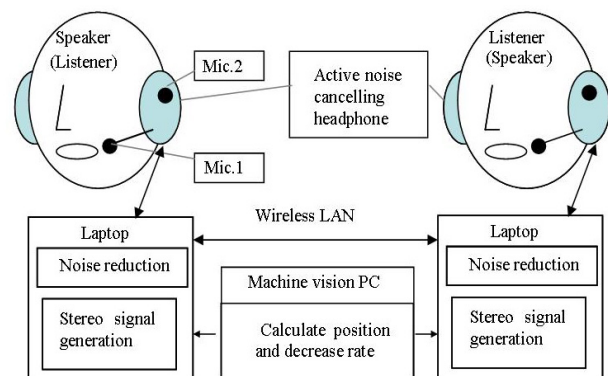 Speaker
(Listener)
Mic.2
Active noise
cancelling
headphone
Listener
(Speaker)
Mic.1
Wireless LAN
Laptop
Noise reduction
Stereo signal
generation
Machine vision PC
Calculate position
and decrease rate
Laptop
Noise reduction
Stereo signal
generation